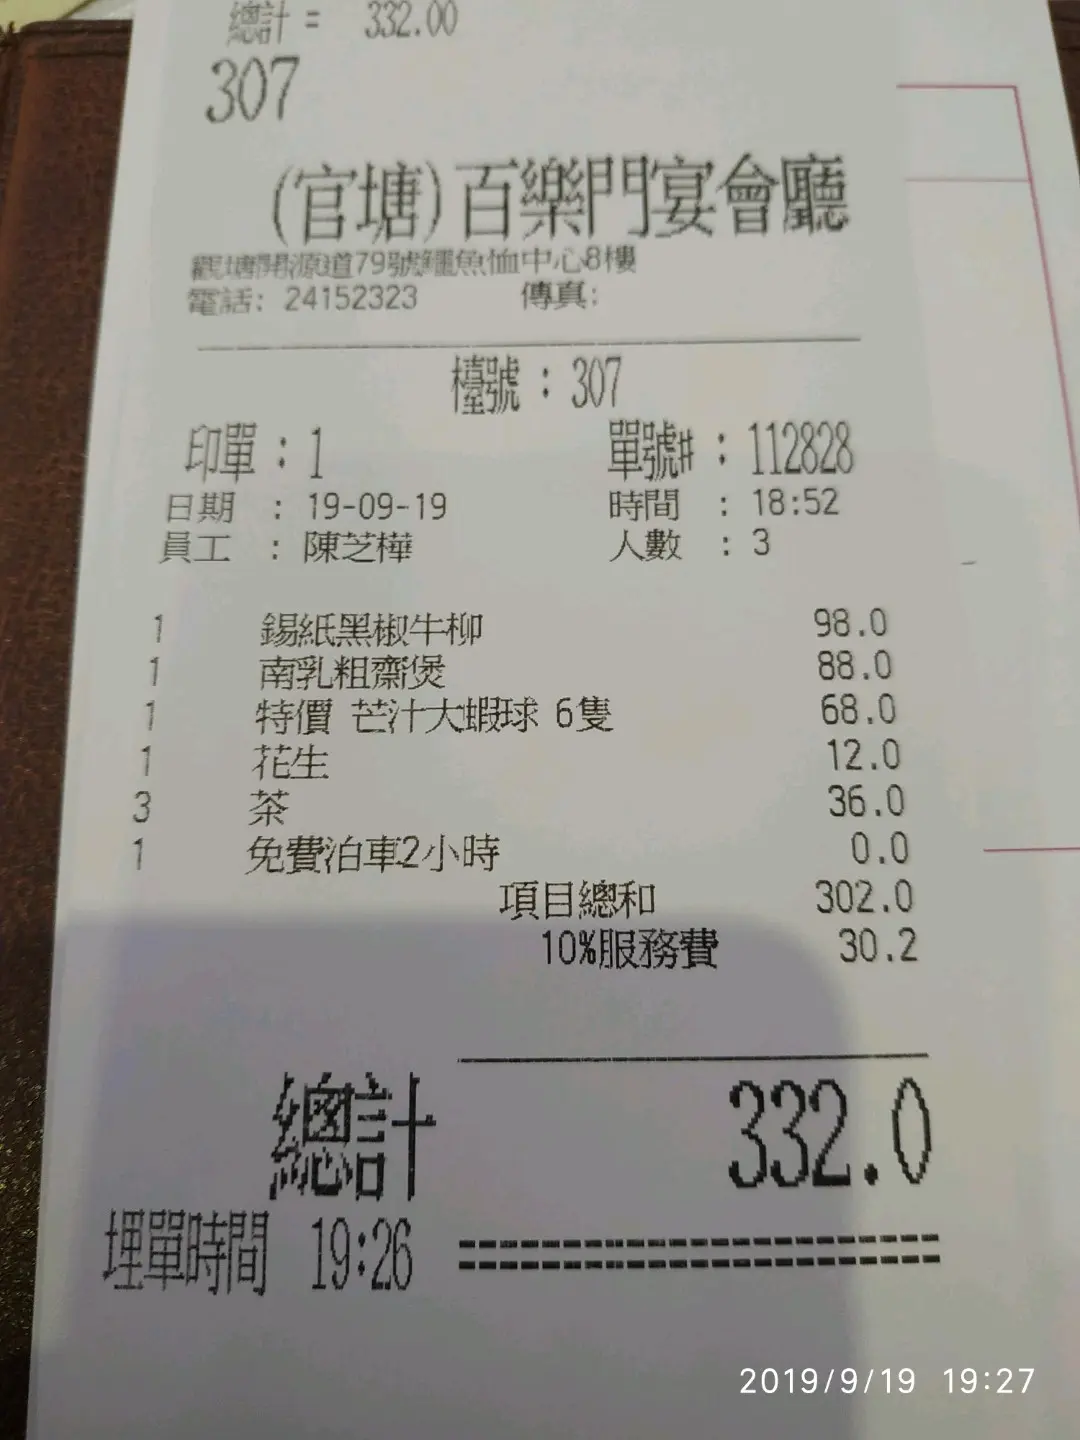 總計 = 332.00
307
(官塘)百樂門宴會廳
觀塘開源道79號鱷魚恤中心8樓
電話: 24152323 傳真:
檯號 : 307
印單 : 1 單號# : 112828
日期 : 19-09-19 時間 : 18:52
員工 : 陳芝樺 人數 : 3
1 錫紙黑椒牛柳 98.0
1 南乳粗齋煲 88.0
1 特價 芒汁大蝦球 6隻 68.0
1 花生 12.0
3 茶 36.0
1 免費泊車2小時 0.0
項目總和 302.0
10%服務費 30.2
總計 332.0
埋單時間 19:26
2019/9/19 19:27